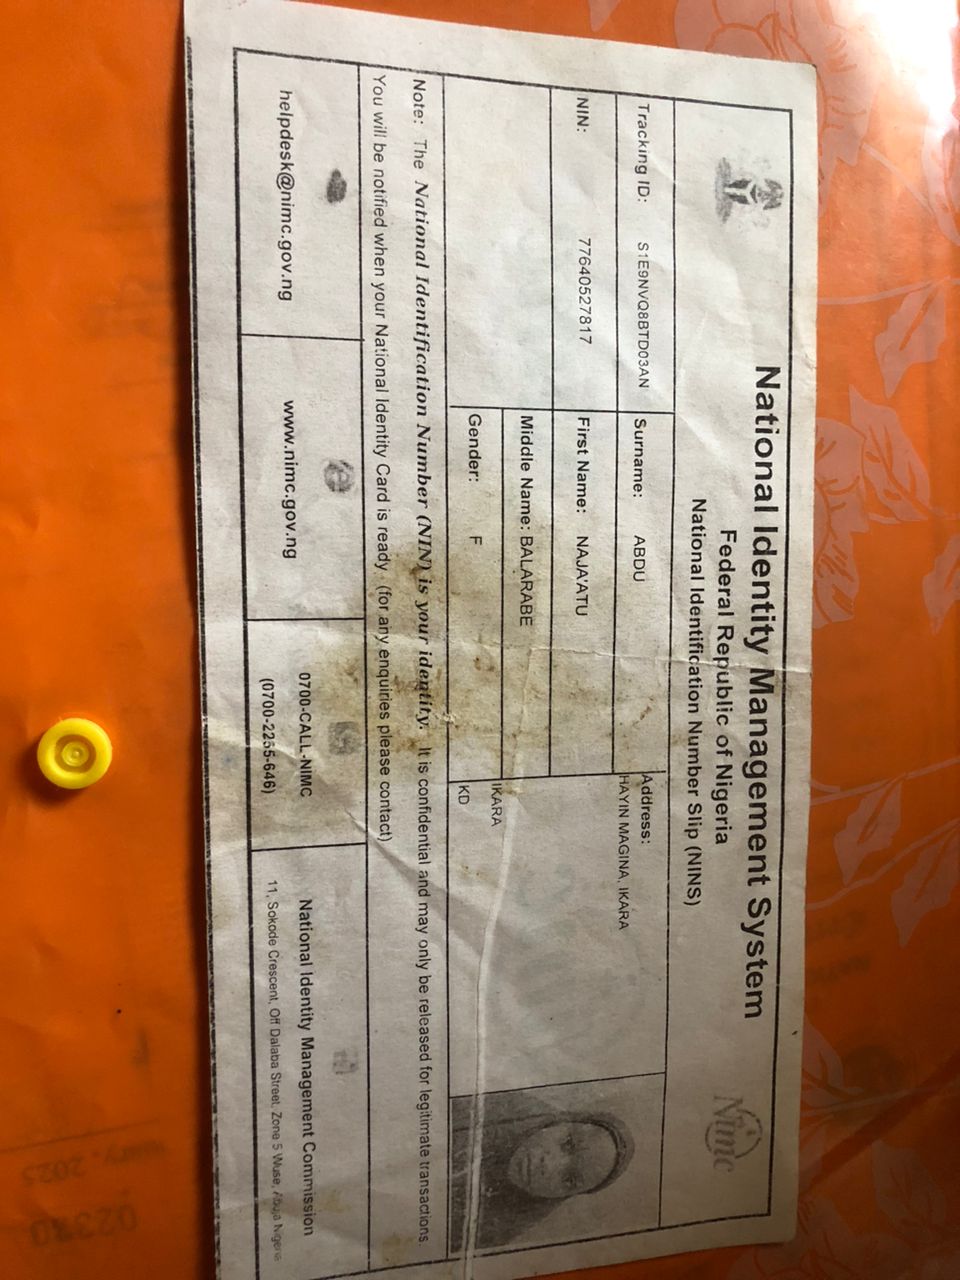 National Identity Management System
Federal Republic of Nigeria
National Identification Number Slip (NINS)
Nimc
Tracking ID: S1E9NVQ8BTD03AN
Surname: ABDU
Address:
HAYIN MAGINA, IKARA
NIN: 77640527817
First Name: NAJA'ATU
Middle Name: BALARABE
IKARA
Gender: F
KD
Note: The National Identification Number (NIN) is your identity. It is confidential and may only be released for legitimate transactions.
You will be notified when your National Identity Card is ready (for any enquiries please contact)
helpdesk@nimc.gov.ng
www.nimc.gov.ng
0700-CALL-NIMC
(0700-2255-646)
National Identity Management Commission
11, Sokode Crescent, Off Dalaba Street, Zone 5 Wuse, Abuja Nigeria
2025